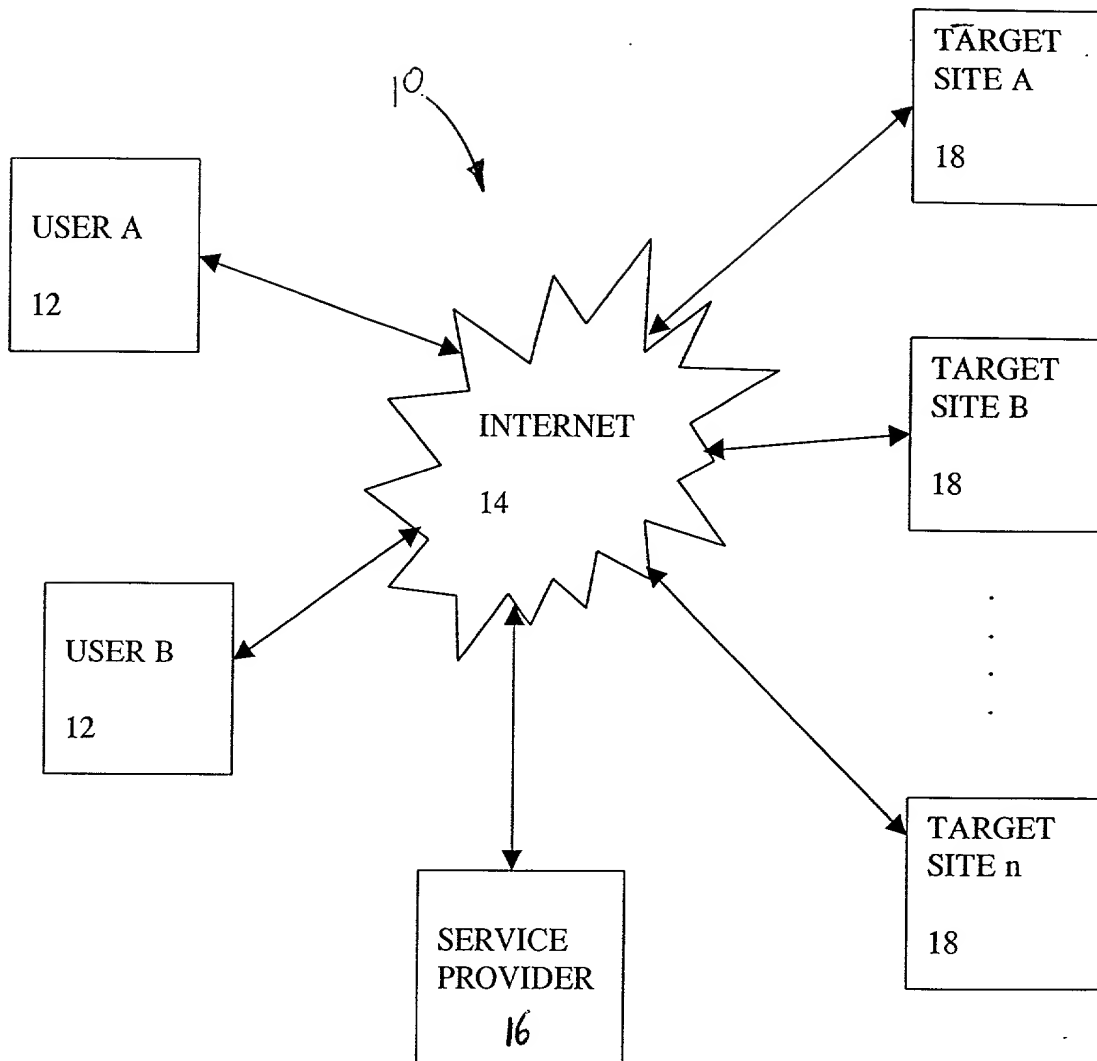 10
TARGET
SITE A
18
USER A
12
TARGET
SITE B
18
INTERNET
14
USER B
12
TARGET
SITE n
18
SERVICE
PROVIDER
16